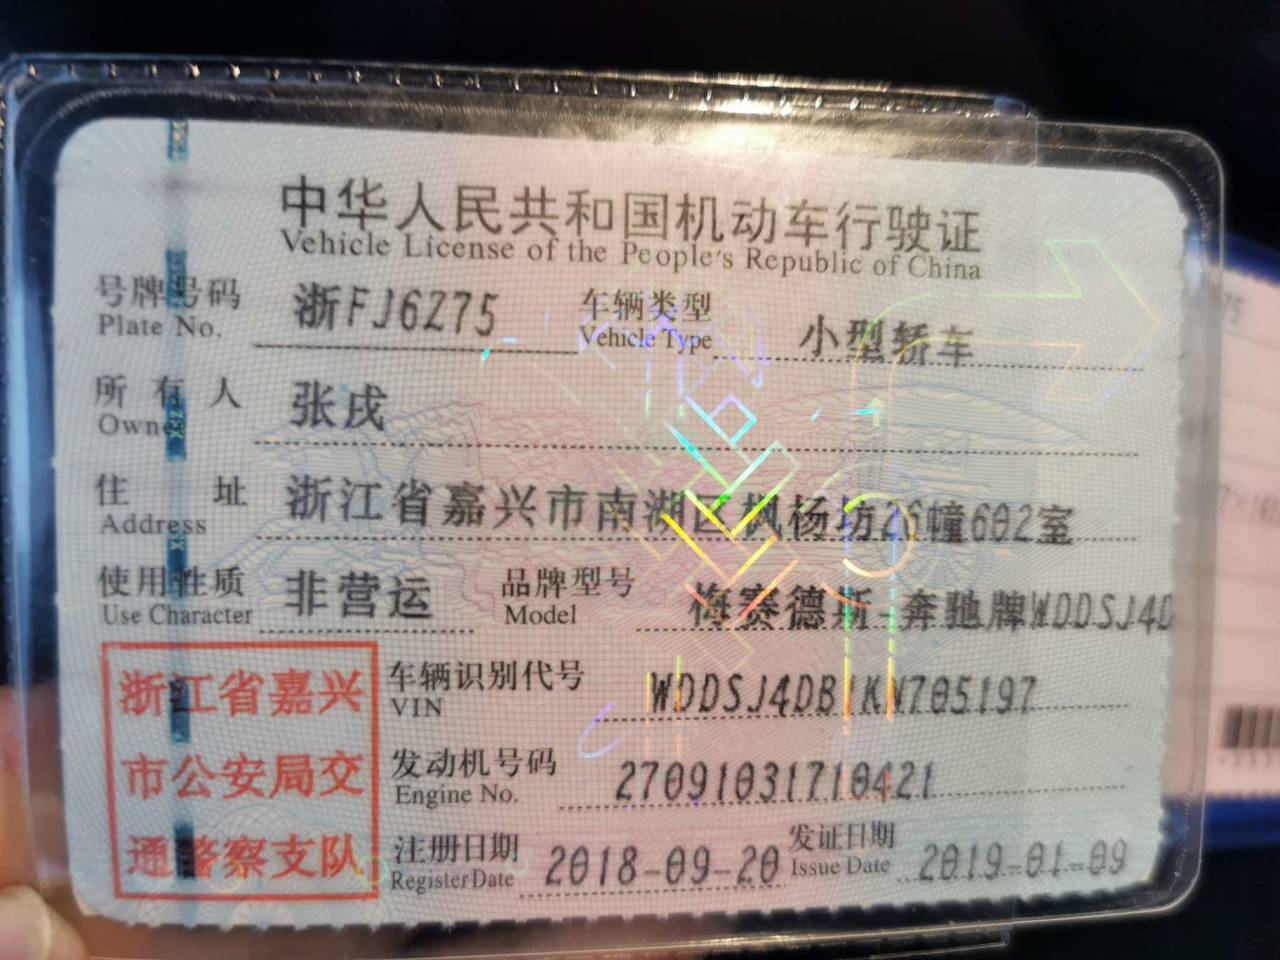 中华人民共和国机动车行驶证
Vehicle License of the People's Republic of China
号牌号码 浙FJ6Z75 车辆类型 小型轿车
Plate No. Vehicle Type
所有人 张戌
Owner
住址 浙江省嘉兴市南湖区枫杨坊26幢602室
Address
使用性质 非营运 品牌型号 梅赛德斯-奔驰牌WDDSJ4D
Use Character Model
浙江省嘉兴
市公安局交
通警察支队
车辆识别代号 WDDSJ4DB1KN705197
VIN
发动机号码 27091031710421
Engine No.
注册日期 2018-09-20 发证日期 2019-01-09
Register Date Issue Date